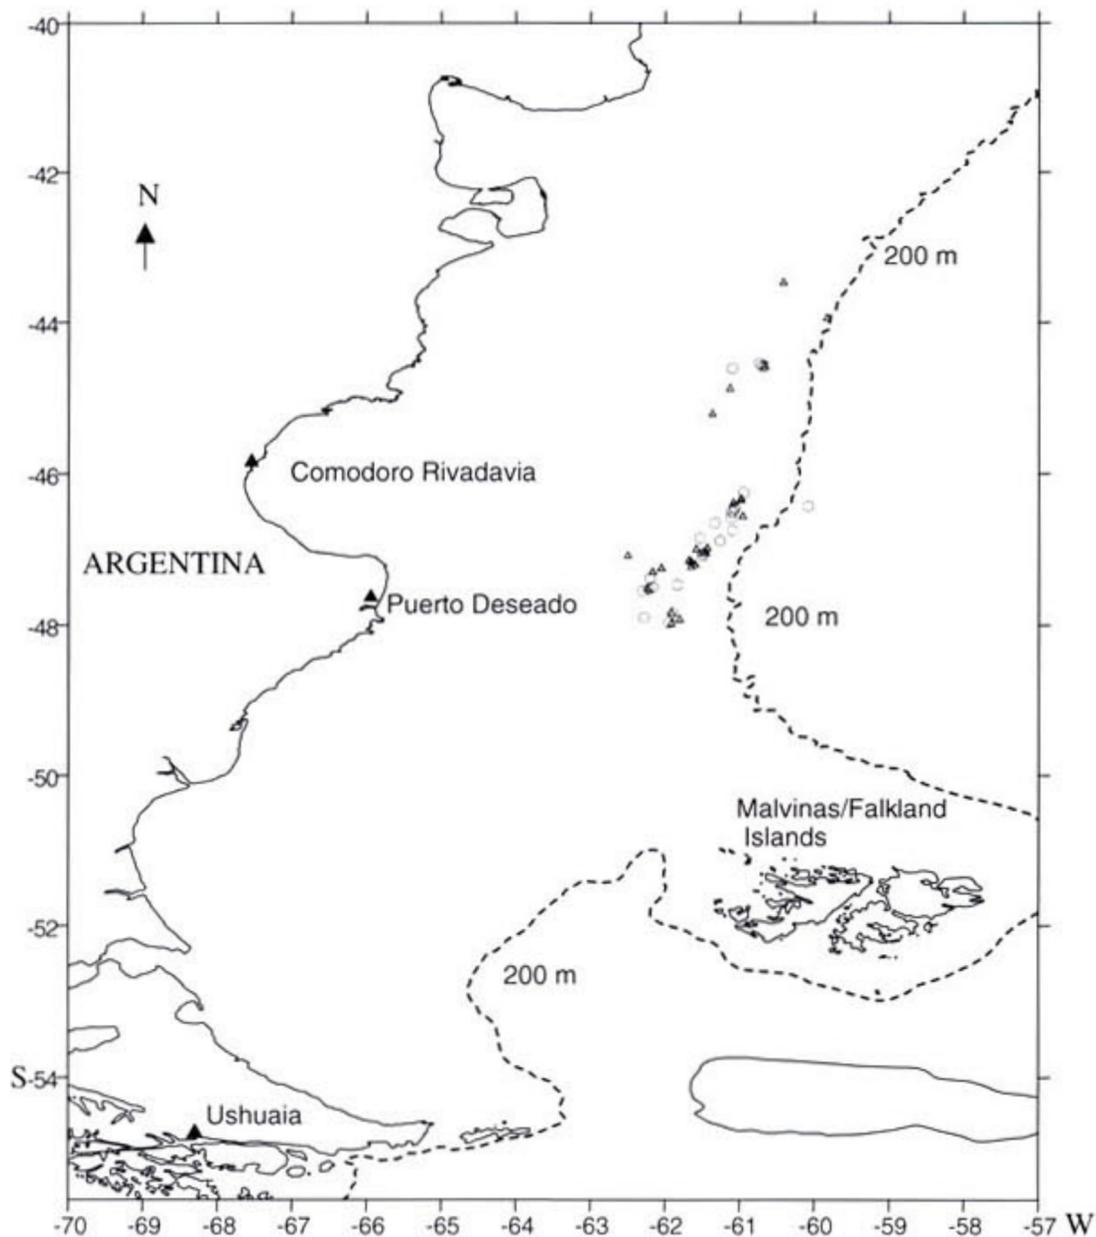 -40
-42
N
200 m
-44
Comodoro Rivadavia
-46
ARGENTINA
Puerto Deseado
200 m
-48
-50
Malvinas/Falkland
Islands
-52
200 m
S -54
Ushuaia
-70 -69 -68 -67 -66 -65 -64 -63 -62 -61 -60 -59 -58 -57 W